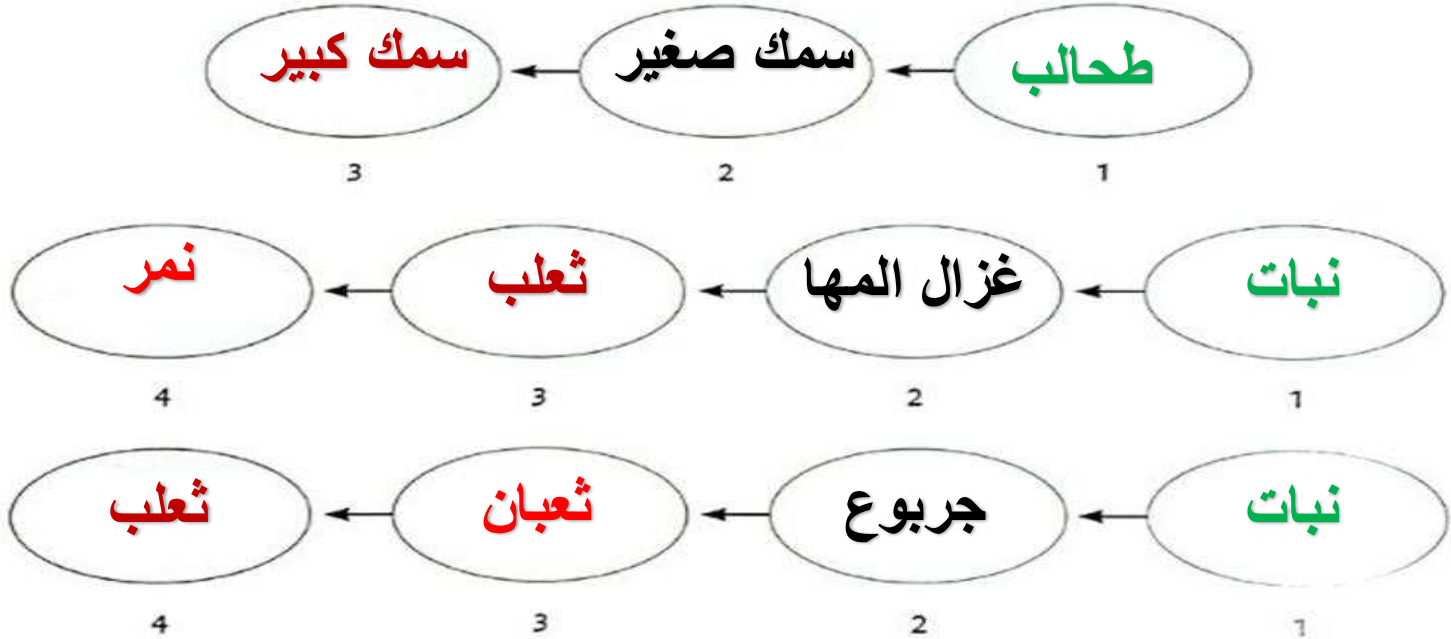 طحالب سمك صغير سمك كبير
1 2 3
نبات غزال المها ثعلب نمر
1 2 3 4
نبات جربوع ثعبان ثعلب
1 2 3 4